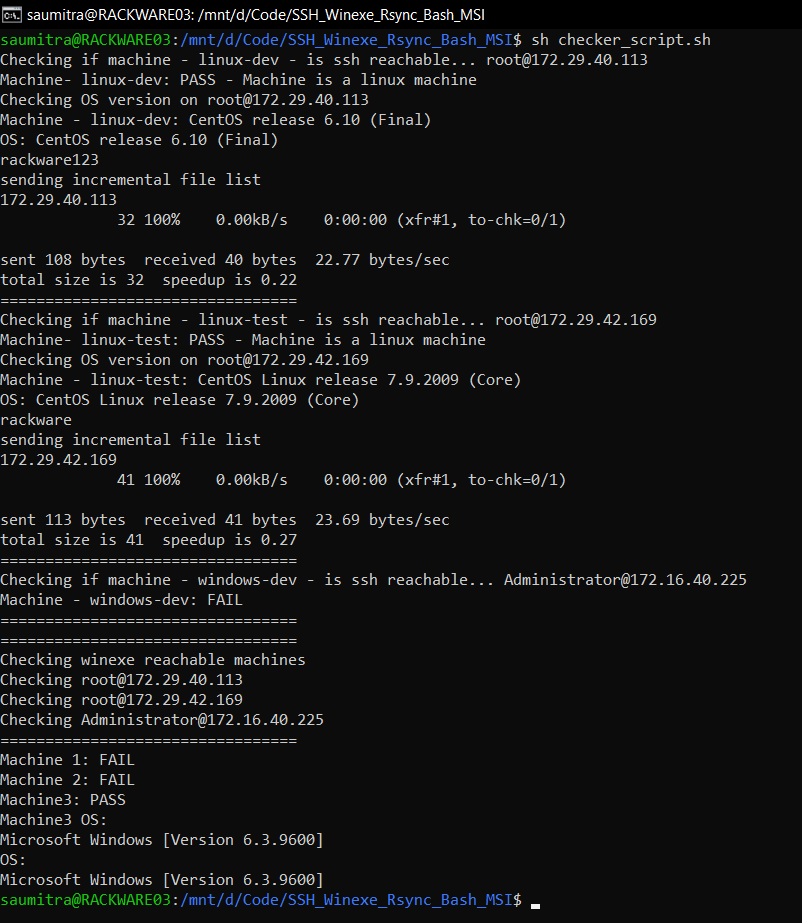 saumitra@RACKWARE03: /mnt/d/Code/SSH_Winexe_Rsync_Bash_MSI
saumitra@RACKWARE03:/mnt/d/Code/SSH_Winexe_Rsync_Bash_MSI$ sh checker_script.sh
Checking if machine - linux-dev - is ssh reachable... root@172.29.40.113
Machine- linux-dev: PASS - Machine is a linux machine
Checking OS version on root@172.29.40.113
Machine - linux-dev: CentOS release 6.10 (Final)
OS: CentOS release 6.10 (Final)
rackware123
sending incremental file list
172.29.40.113
             32 100%    0.00kB/s    0:00:00 (xfr#1, to-chk=0/1)

sent 108 bytes  received 40 bytes  22.77 bytes/sec
total size is 32  speedup is 0.22
=================================
Checking if machine - linux-test - is ssh reachable... root@172.29.42.169
Machine- linux-test: PASS - Machine is a linux machine
Checking OS version on root@172.29.42.169
Machine - linux-test: CentOS Linux release 7.9.2009 (Core)
OS: CentOS Linux release 7.9.2009 (Core)
rackware
sending incremental file list
172.29.42.169
             41 100%    0.00kB/s    0:00:00 (xfr#1, to-chk=0/1)

sent 113 bytes  received 41 bytes  23.69 bytes/sec
total size is 41  speedup is 0.27
=================================
Checking if machine - windows-dev - is ssh reachable... Administrator@172.16.40.225
Machine - windows-dev: FAIL
=================================
=================================
Checking winexe reachable machines
Checking root@172.29.40.113
Checking root@172.29.42.169
Checking Administrator@172.16.40.225
=================================
Machine 1: FAIL
Machine 2: FAIL
Machine3: PASS
Machine3 OS:
Microsoft Windows [Version 6.3.9600]
OS:
Microsoft Windows [Version 6.3.9600]
saumitra@RACKWARE03:/mnt/d/Code/SSH_Winexe_Rsync_Bash_MSI$